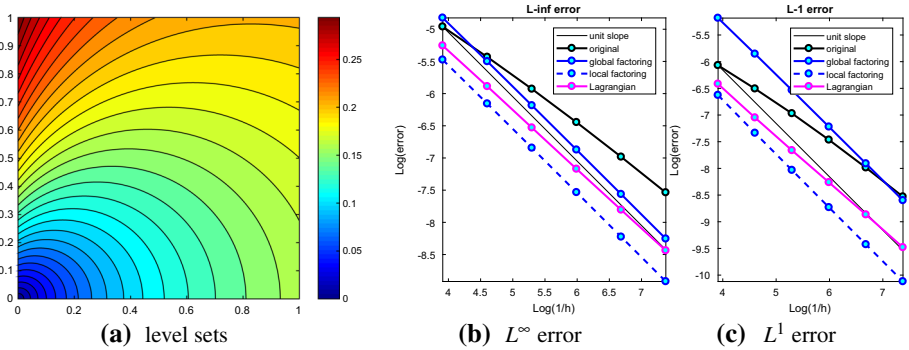 1
0.9
0.8
0.7
0.6
0.5
0.4
0.3
0.2
0.1
0
0 0.2 0.4 0.6 0.8 1
0.25
0.2
0.15
0.1
0.05
0
(a) level sets
L-inf error
unit slope
original
global factoring
local factoring
Lagrangian
Log(error)
-5
-5.5
-6
-6.5
-7
-7.5
-8
-8.5
4 4.5 5 5.5 6 6.5 7
Log(1/h)
(b) L∞ error
L-1 error
unit slope
original
global factoring
local factoring
Lagrangian
Log(error)
-5.5
-6
-6.5
-7
-7.5
-8
-8.5
-9
-9.5
-10
4 4.5 5 5.5 6 6.5 7
Log(1/h)
(c) L¹ error